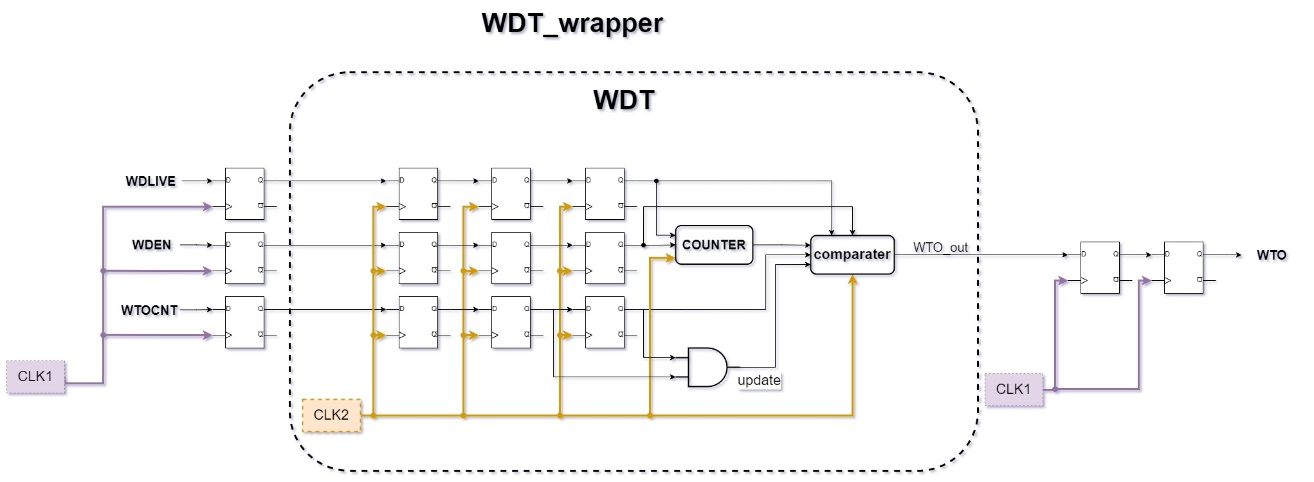 WDT_wrapper
WDT
WDLIVE
D Q
D Q
D Q
D Q
Q
Q
Q
Q
WDEN
D Q
D Q
D Q
D Q
COUNTER
comparater
WTO_out
D Q
D Q
WTO
Q
Q
Q
Q
Q
Q
WTOCNT
D Q
D Q
D Q
D Q
Q
Q
Q
Q
CLK1
update
CLK1
CLK2